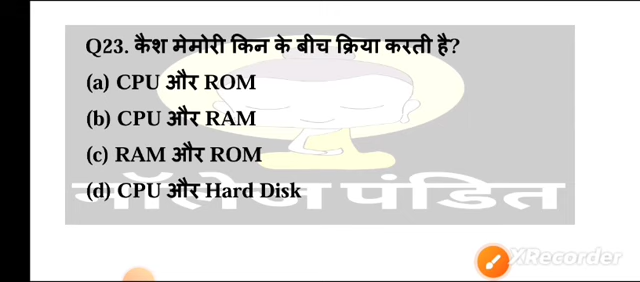 Q23. कैश मेमोरी किन के बीच क्रिया करती है?
(a) CPU और ROM
(b) CPU और RAM
(c) RAM और ROM
(d) CPU और Hard Disk
नॉलेज पंडित
XRecorder